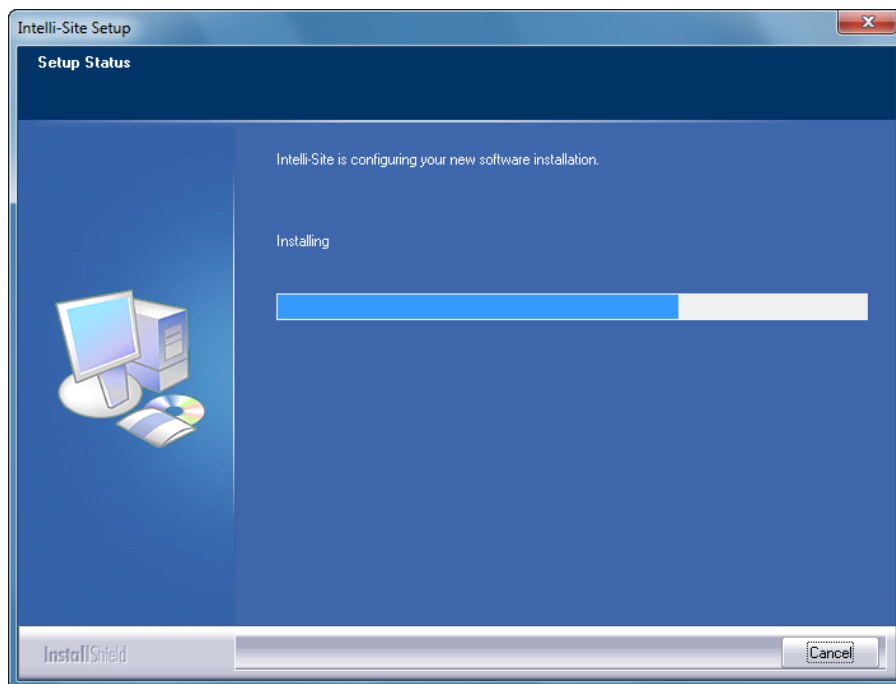 Intelli-Site Setup
Setup Status
Intelli-Site is configuring your new software installation.
Installing
InstallShield
Cancel